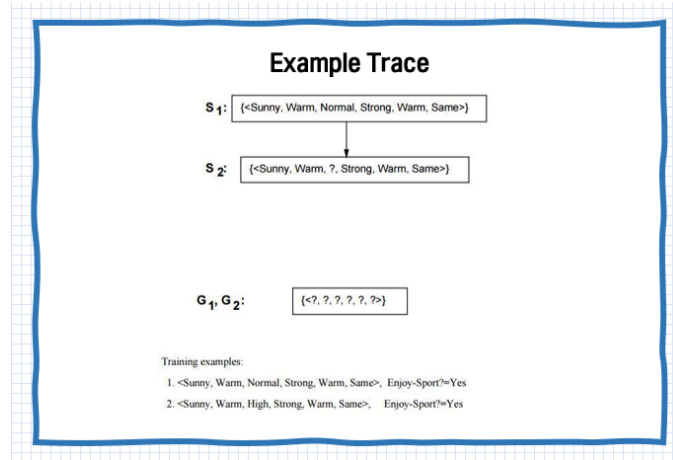 Example Trace
S1: {<Sunny, Warm, Normal, Strong, Warm, Same>}
S2: {<Sunny, Warm, ?, Strong, Warm, Same>}
G1, G2: {<?, ?, ?, ?, ?, ?>}
Training examples:
1. <Sunny, Warm, Normal, Strong, Warm, Same>, Enjoy-Sport?=Yes
2. <Sunny, Warm, High, Strong, Warm, Same>, Enjoy-Sport?=Yes